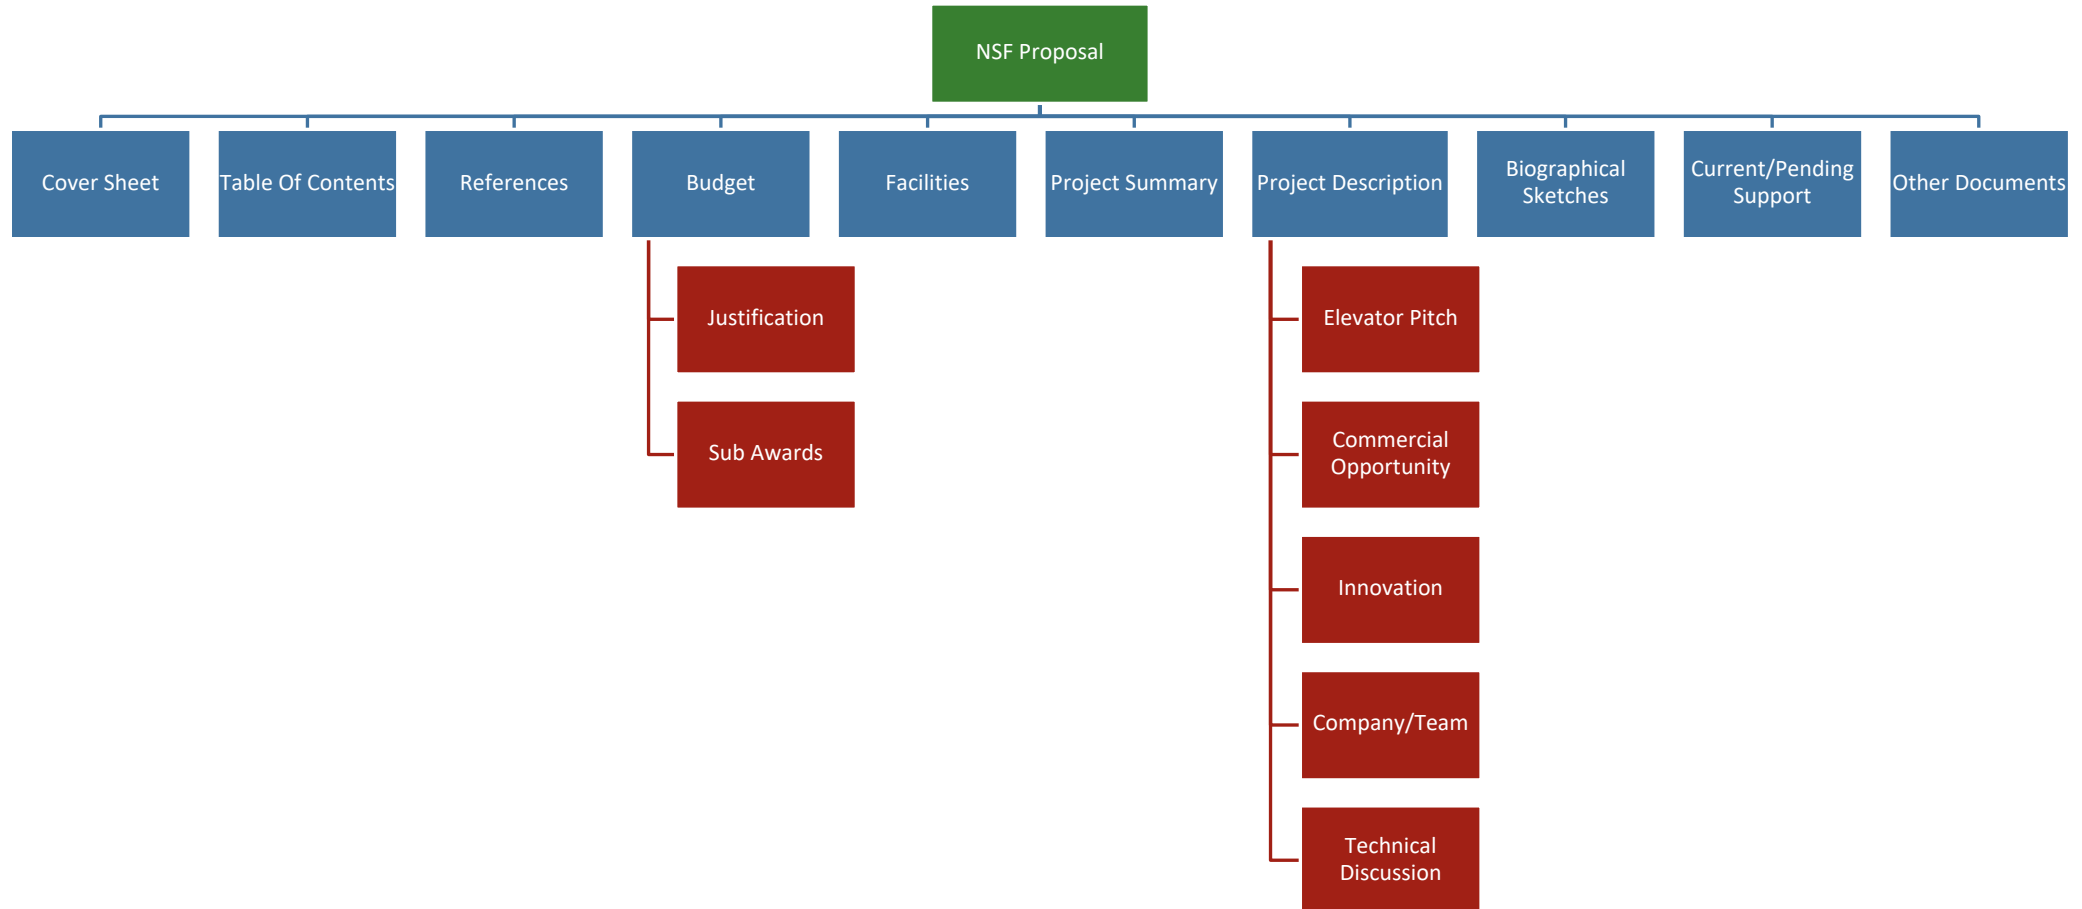 NSF Proposal
Cover Sheet
Table Of Contents
References
Budget
Facilities
Project Summary
Project Description
Biographical
Sketches
Current/Pending
Support
Other Documents
Justification
Sub Awards
Elevator Pitch
Commercial
Opportunity
Innovation
Company/Team
Technical
Discussion